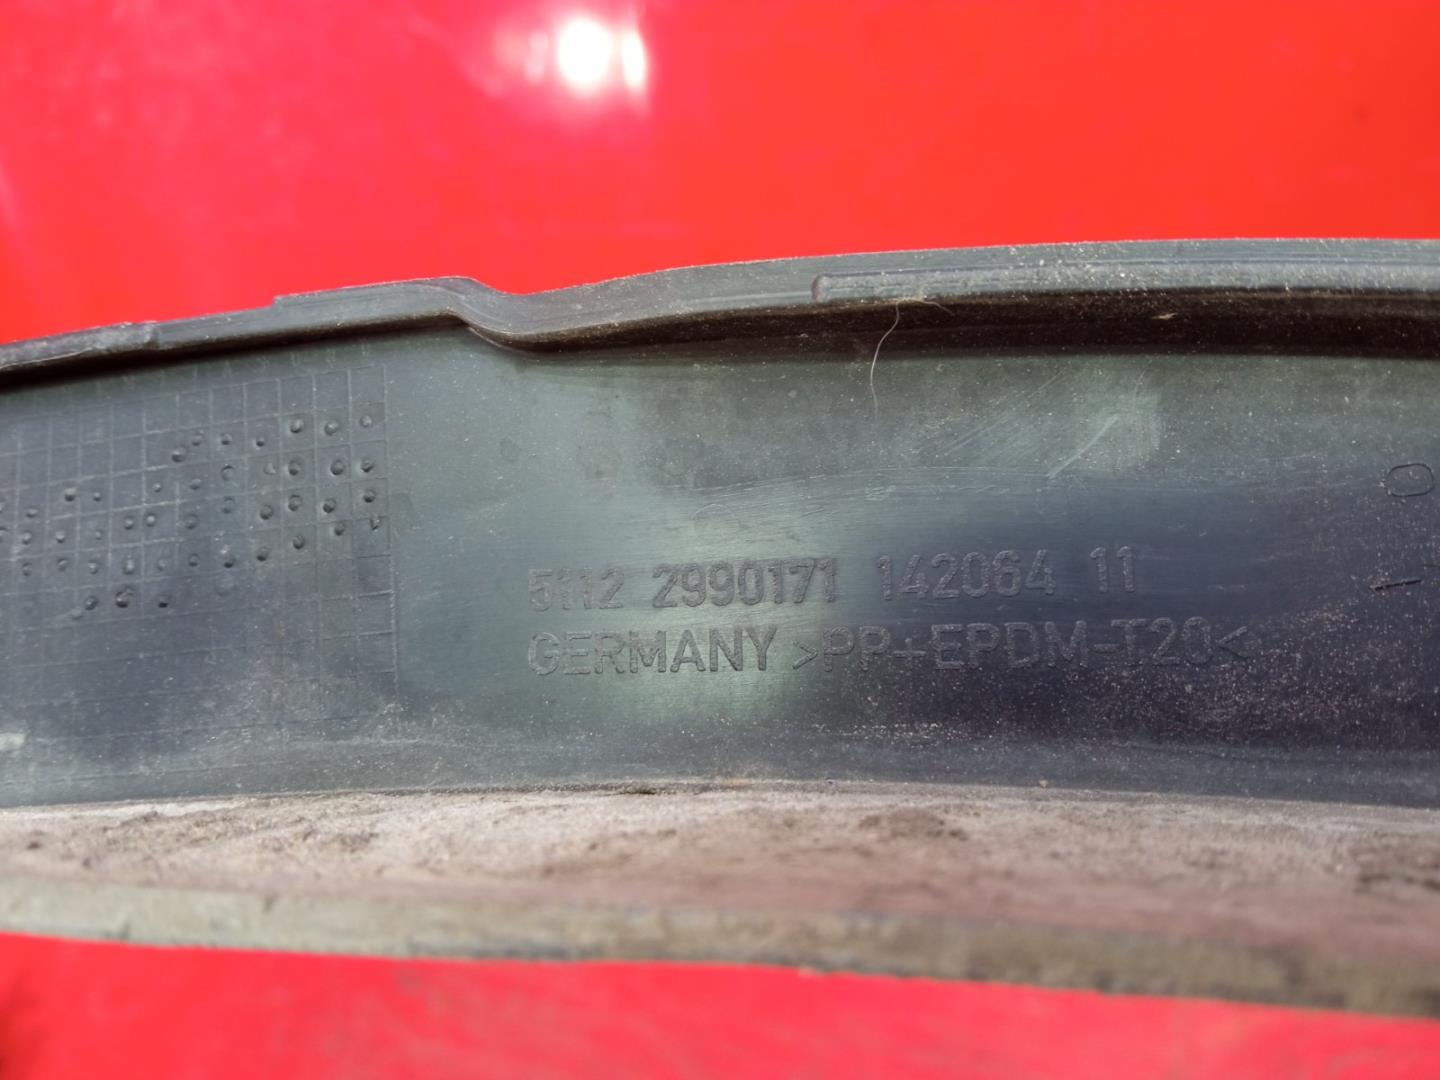 5112 2990171 142064 11
GERMANY >PP+EPDM-T20<